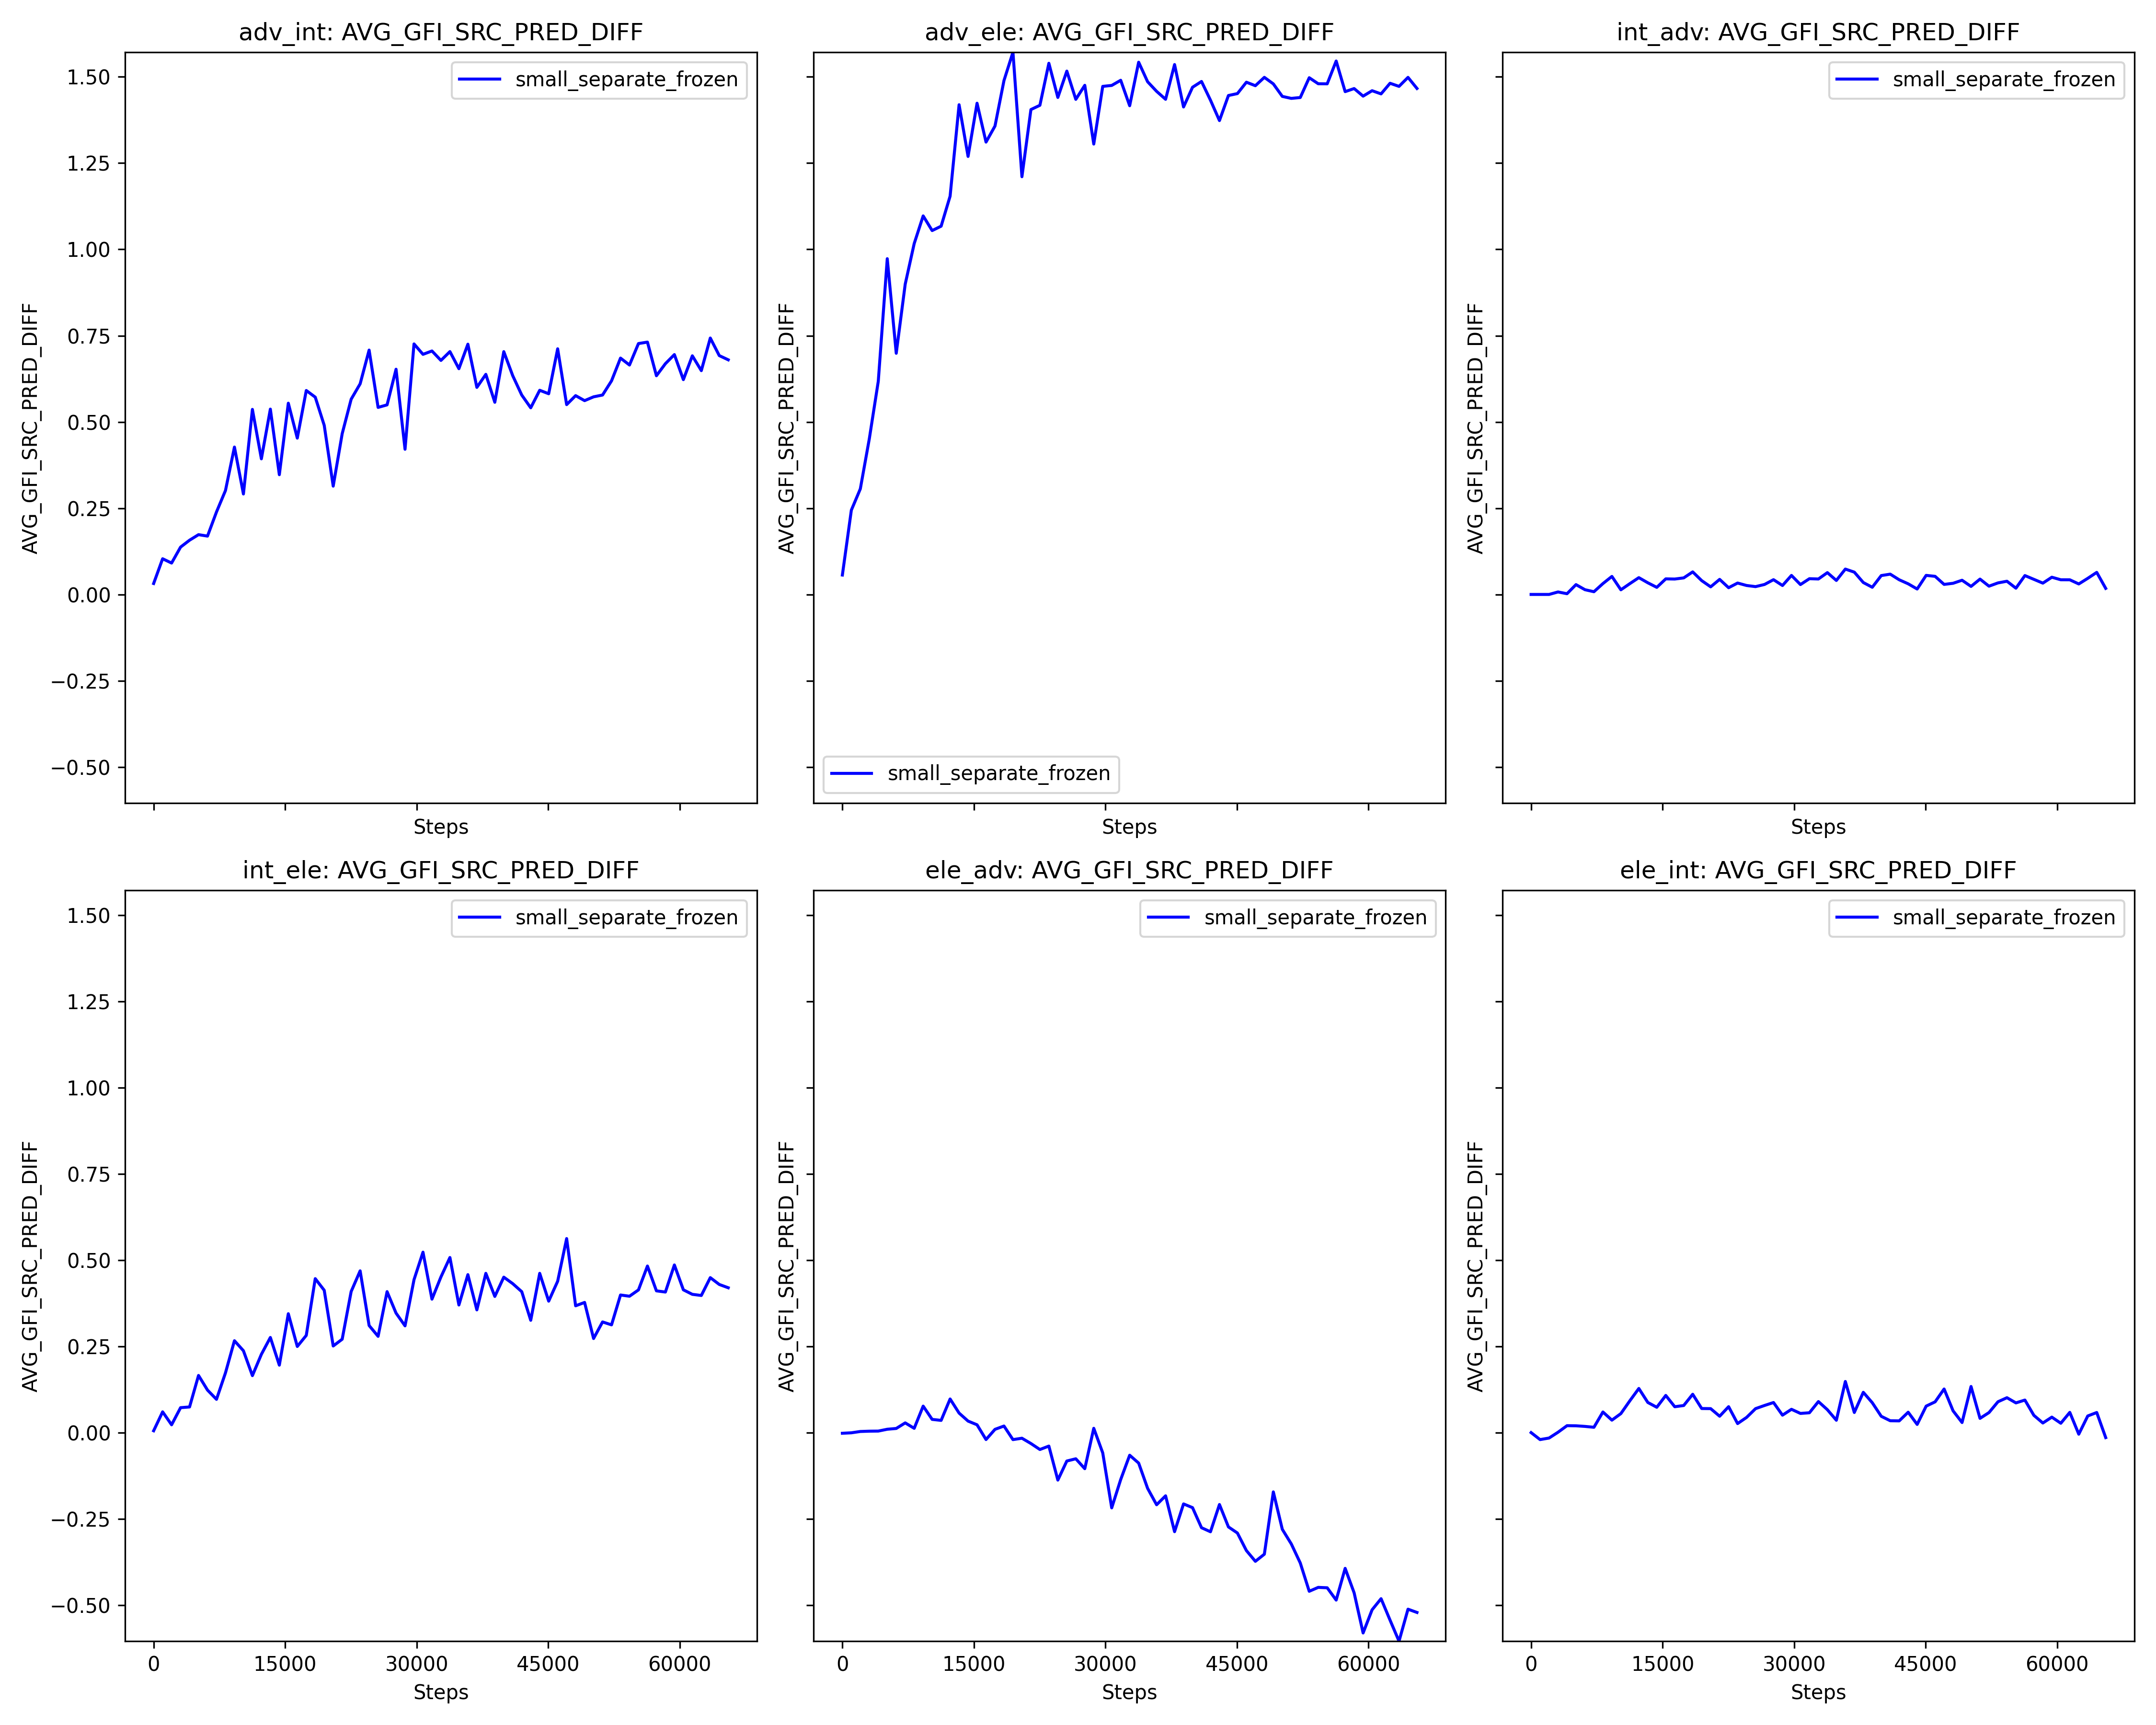 adv_int: AVG_GFI_SRC_PRED_DIFF
adv_ele: AVG_GFI_SRC_PRED_DIFF
int_adv: AVG_GFI_SRC_PRED_DIFF
small_separate_frozen
small_separate_frozen
small_separate_frozen
AVG_GFI_SRC_PRED_DIFF
AVG_GFI_SRC_PRED_DIFF
AVG_GFI_SRC_PRED_DIFF
1.50
1.25
1.00
0.75
0.50
0.25
0.00
−0.25
−0.50
Steps
Steps
Steps
int_ele: AVG_GFI_SRC_PRED_DIFF
ele_adv: AVG_GFI_SRC_PRED_DIFF
ele_int: AVG_GFI_SRC_PRED_DIFF
small_separate_frozen
small_separate_frozen
small_separate_frozen
AVG_GFI_SRC_PRED_DIFF
AVG_GFI_SRC_PRED_DIFF
AVG_GFI_SRC_PRED_DIFF
1.50
1.25
1.00
0.75
0.50
0.25
0.00
−0.25
−0.50
0 15000 30000 45000 60000
0 15000 30000 45000 60000
0 15000 30000 45000 60000
Steps
Steps
Steps